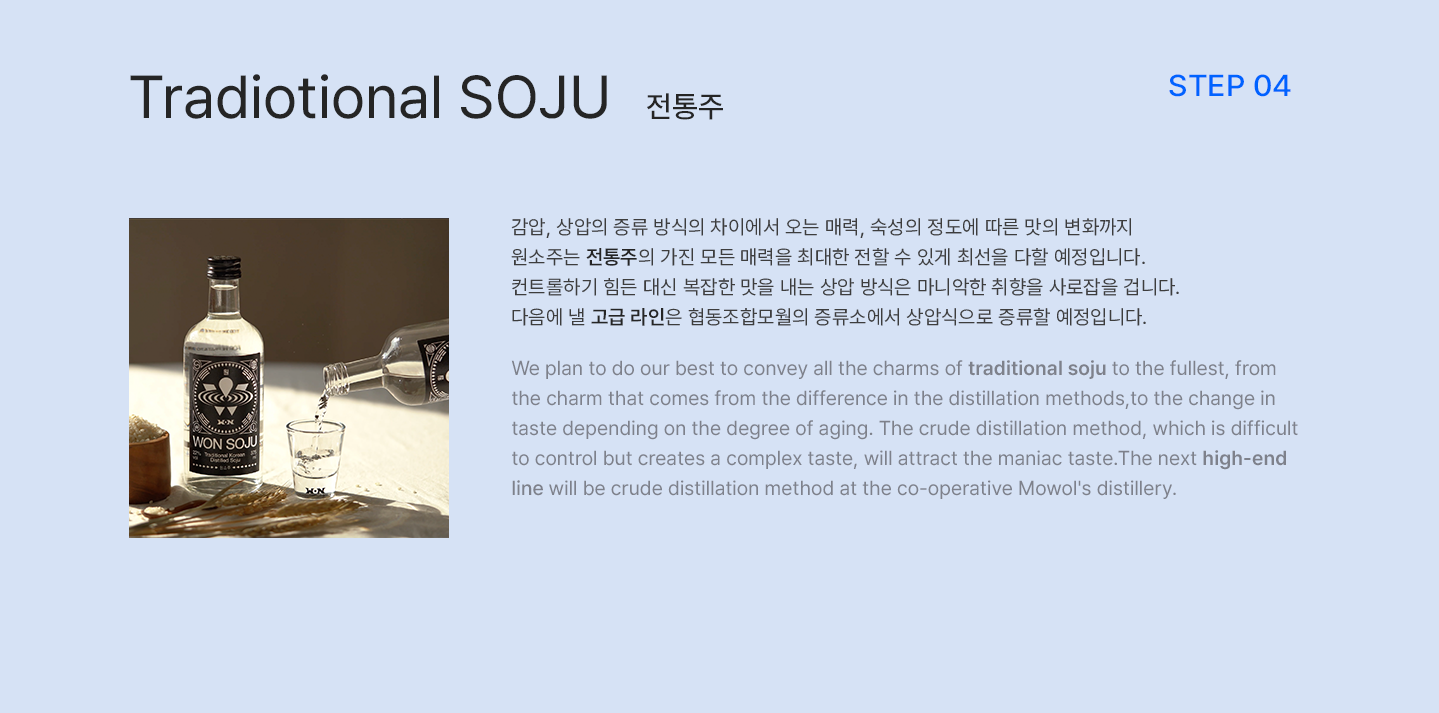 Tradiotional SOJU 전통주
STEP 04
감압, 상압의 증류 방식의 차이에서 오는 매력, 숙성의 정도에 따른 맛의 변화까지
원소주는 전통주의 가진 모든 매력을 최대한 전할 수 있게 최선을 다할 예정입니다.
컨트롤하기 힘든 대신 복잡한 맛을 내는 상압 방식은 마니악한 취향을 사로잡을 겁니다.
다음에 낼 고급 라인은 협동조합모월의 증류소에서 상압식으로 증류할 예정입니다.
We plan to do our best to convey all the charms of traditional soju to the fullest, from
the charm that comes from the difference in the distillation methods,to the change in
taste depending on the degree of aging. The crude distillation method, which is difficult
to control but creates a complex taste, will attract the maniac taste.The next high-end
line will be crude distillation method at the co-operative Mowol's distillery.
WON SOJU
Traditional Korean
Distilled Soju
22%
375